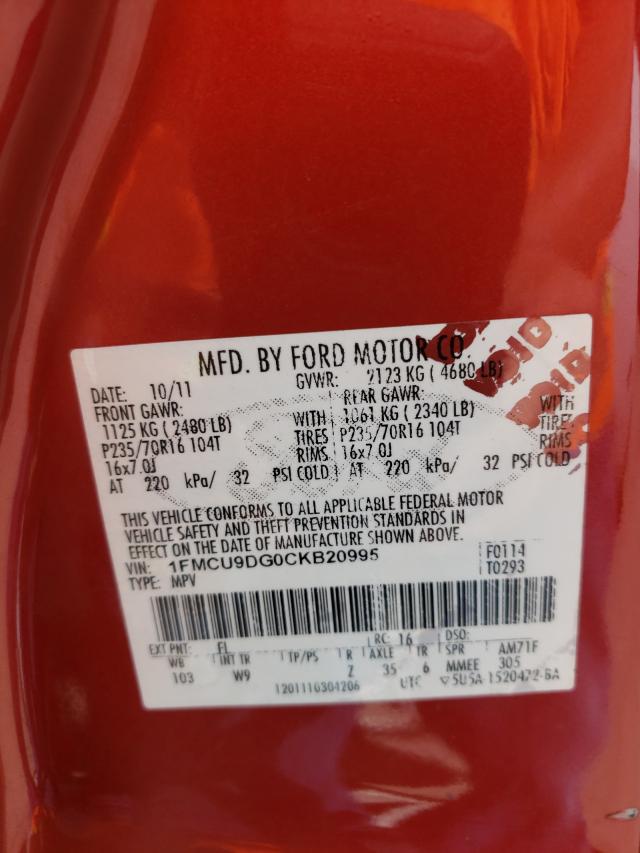 MFD. BY FORD MOTOR CO.
DATE: 10/11 GVWR: 2123 KG ( 4680 LB)
FRONT GAWR: REAR GAWR:
1125 KG ( 2480 LB) WITH 1061 KG ( 2340 LB) WITH
P235/70R16 104T TIRES P235/70R16 104T TIRES
16x7.0J RIMS 16x7.0J RIMS
AT 220 kPa/ 32 PSI COLD AT 220 kPa/ 32 PSI COLD
THIS VEHICLE CONFORMS TO ALL APPLICABLE FEDERAL MOTOR
VEHICLE SAFETY AND THEFT PREVENTION STANDARDS IN
EFFECT ON THE DATE OF MANUFACTURE SHOWN ABOVE.
VIN: 1FMCU9DG0CKB20995 F0114
TYPE: MPV T0293
EXT PNT: EL RC: 16 DSO:
WB INT TR TP/PS R AXLE TR SPR AM71F
103 W9 Z 35 6 MMEE 305
1201110304206 UTC ▽5U5A-1520472-BA
VOID
VOID